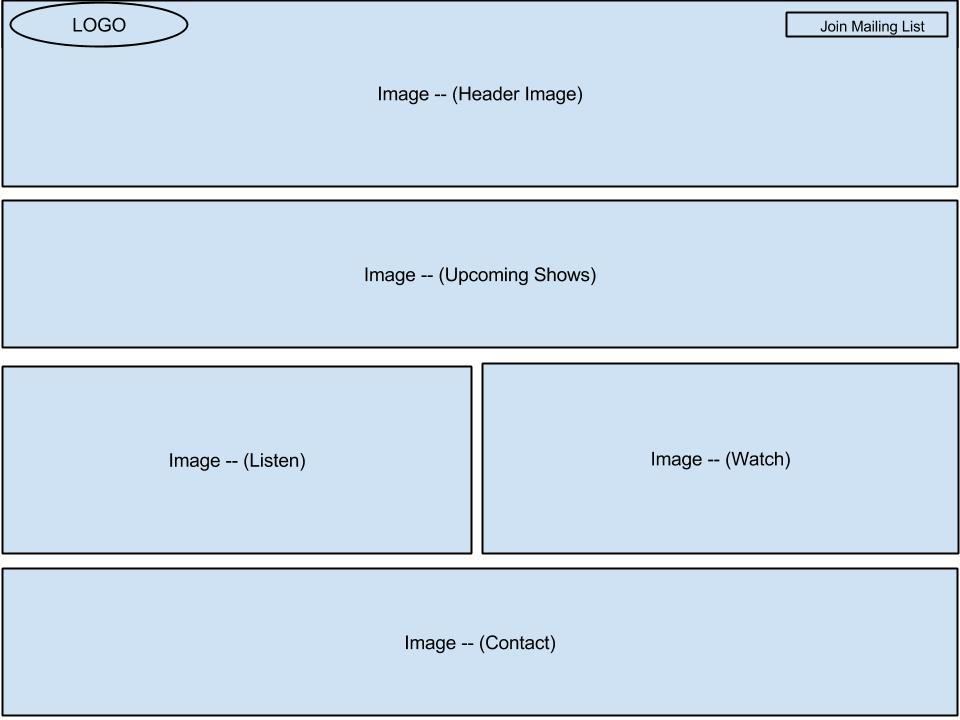 LOGO
Join Mailing List
Image -- (Header Image)
Image -- (Upcoming Shows)
Image -- (Listen)
Image -- (Watch)
Image -- (Contact)